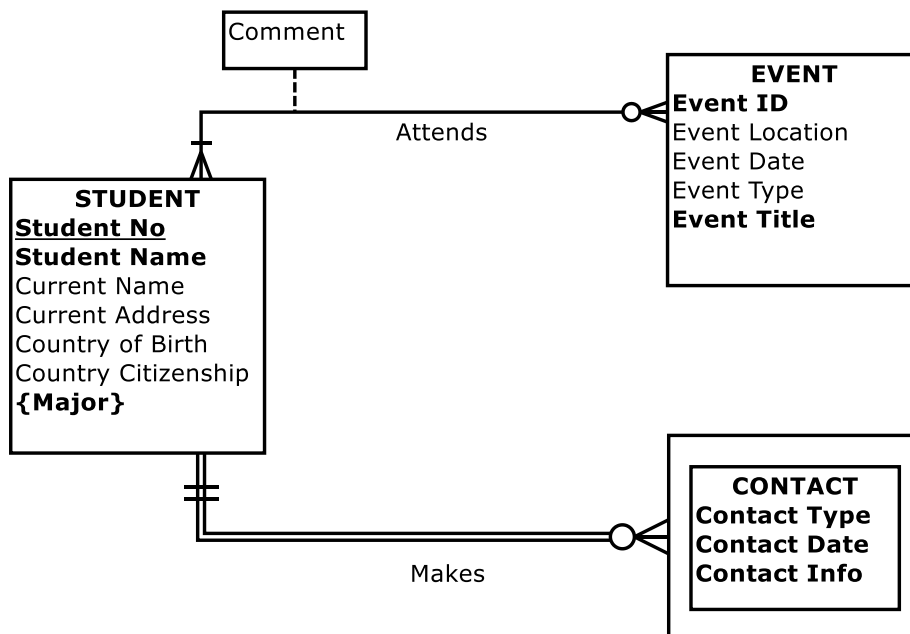 Comment
Attends
EVENT
Event ID
Event Location
Event Date
Event Type
Event Title
STUDENT
Student No
Student Name
Current Name
Current Address
Country of Birth
Country Citizenship
{Major}
Makes
CONTACT
Contact Type
Contact Date
Contact Info